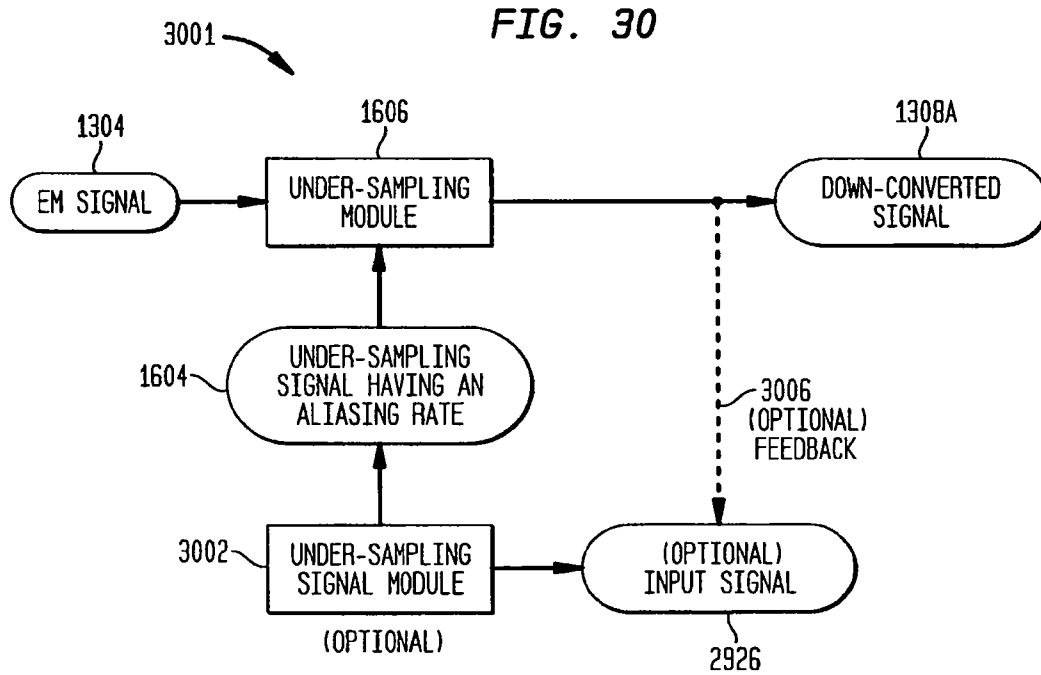 FIG. 30
3001
1304
1606
1308A
EM SIGNAL
UNDER-SAMPLING
MODULE
DOWN-CONVERTED
SIGNAL
1604
UNDER-SAMPLING
SIGNAL HAVING AN
ALIASING RATE
3006
(OPTIONAL)
FEEDBACK
3002
UNDER-SAMPLING
SIGNAL MODULE
(OPTIONAL)
(OPTIONAL)
INPUT SIGNAL
2926